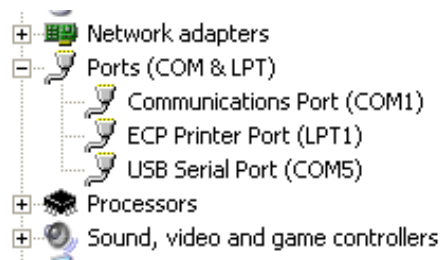 Network adapters
Ports (COM & LPT)
Communications Port (COM1)
ECP Printer Port (LPT1)
USB Serial Port (COM5)
Processors
Sound, video and game controllers